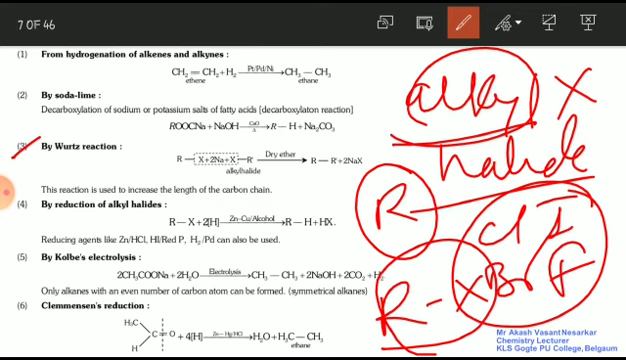 7 OF 46
(1) From hydrogenation of alkenes and alkynes :
CH₂ = CH₂ + H₂ —Pt/Pd/Ni→ CH₃ — CH₃
ethene ethane
(2) By soda-lime :
Decarboxylation of sodium or potassium salts of fatty acids [decarboxylaton reaction]
ROOCNa + NaOH —CaO/Δ→ R — H + Na₂CO₃
(3) By Wurtz reaction :
R — X + 2Na + X — R' —Dry ether→ R — R' + 2NaX
alkylhalide
This reaction is used to increase the length of the carbon chain.
(4) By reduction of alkyl halides :
R — X + 2[H] —Zn-Cu/Alcohol→ R — H + HX.
Reducing agents like Zn/HCl, HI/Red P, H₂/Pd can also be used.
(5) By Kolbe's electrolysis :
2CH₃COONa + 2H₂O —Electrolysis→ CH₃ — CH₃ + 2NaOH + 2CO₂ + H₂
Only alkanes with an even number of carbon atom can be formed. (symmetrical alkanes)
(6) Clemmensen's reduction :
H₃C
C = O + 4[H] —Zn – Hg/HCl→ H₂O + H₃C — CH₃
H ethane
alkyl X
halide
R-
Cl I
Br F
R-X
Mr Akash VasantNesarkar
Chemistry Lecturer
KLS Gogte PU College, Belgaum